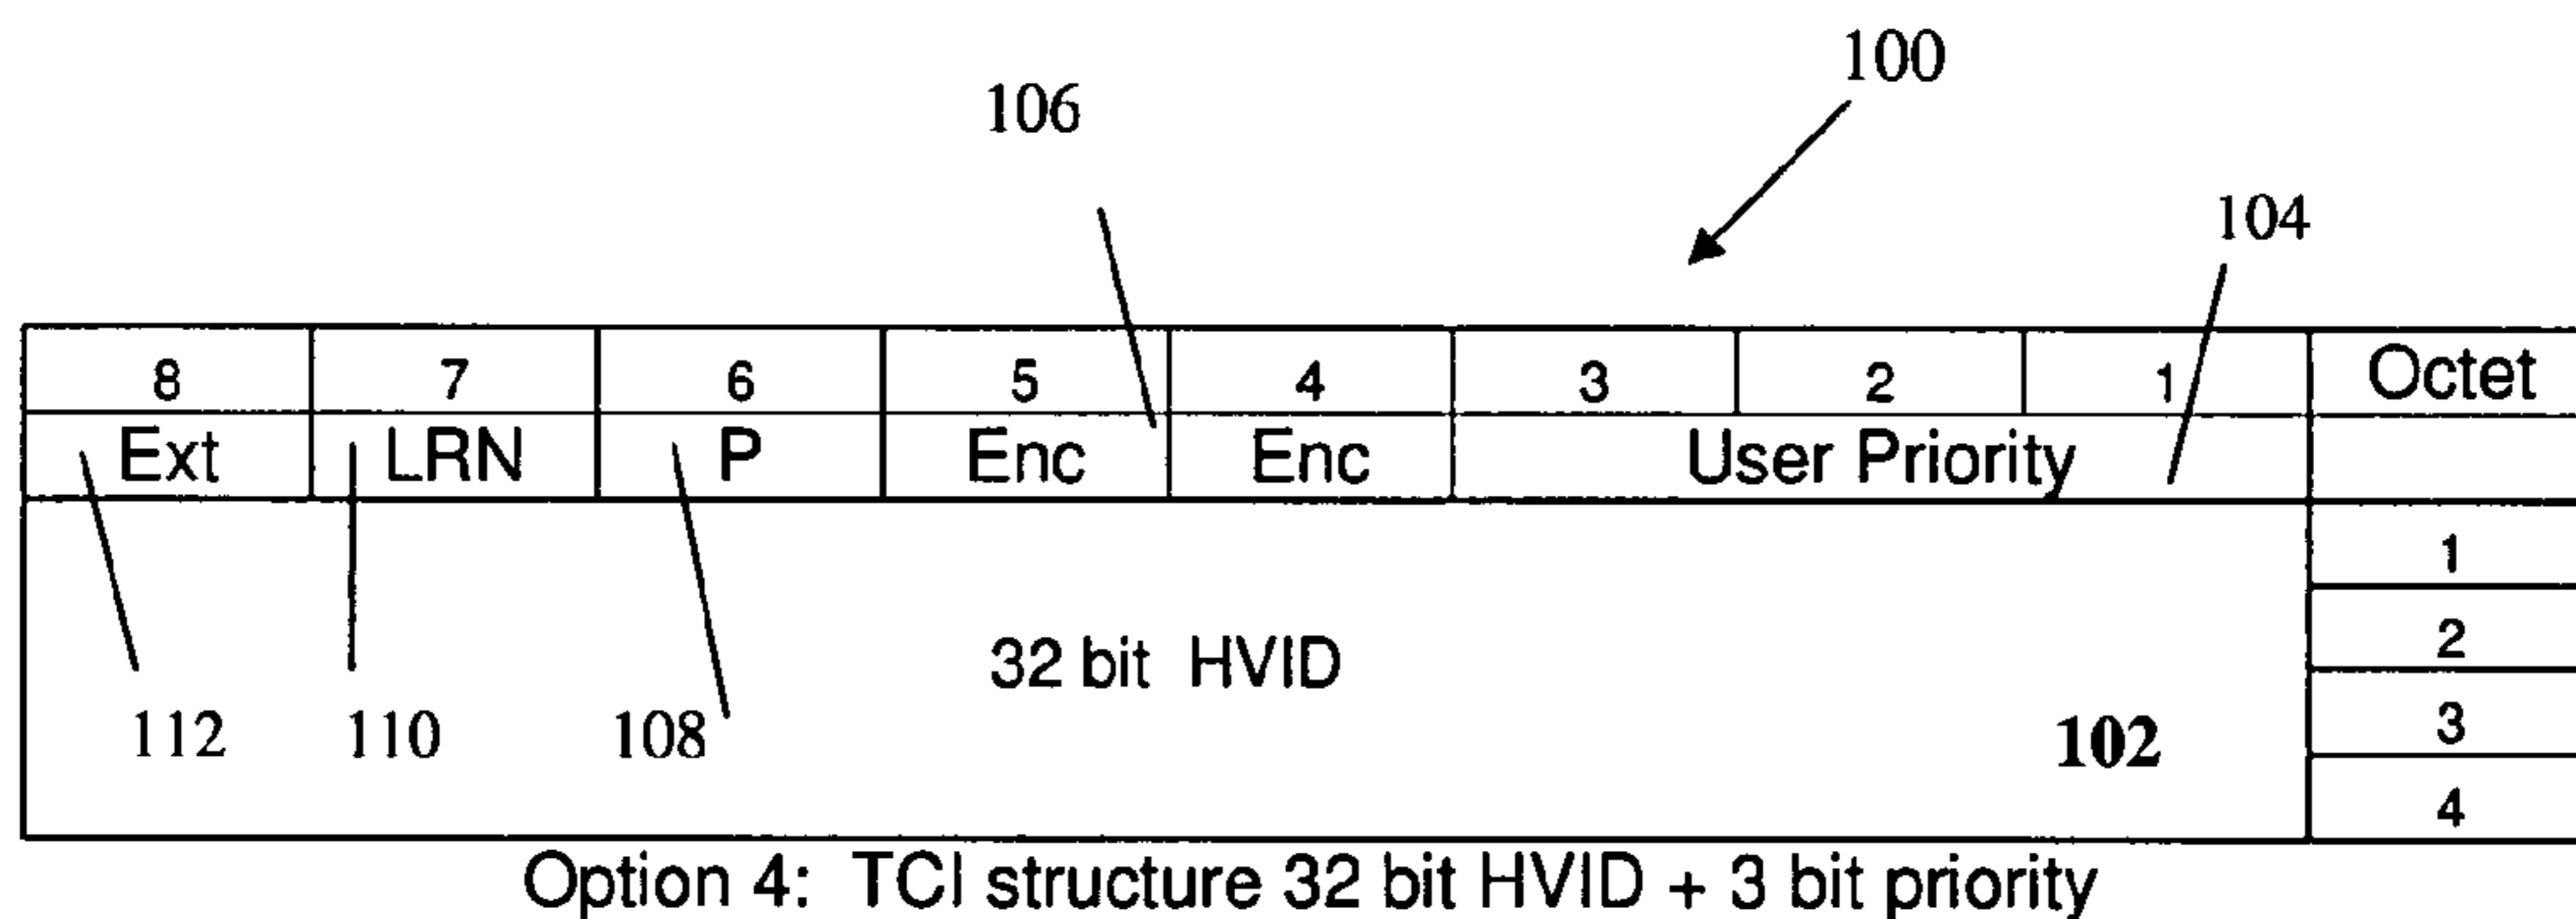 100
106
104
8 7 6 5 4 3 2 1 Octet
Ext LRN P Enc Enc User Priority
1
2
32 bit HVID
3
112 110 108 102
4
Option 4: TCI structure 32 bit HVID + 3 bit priority